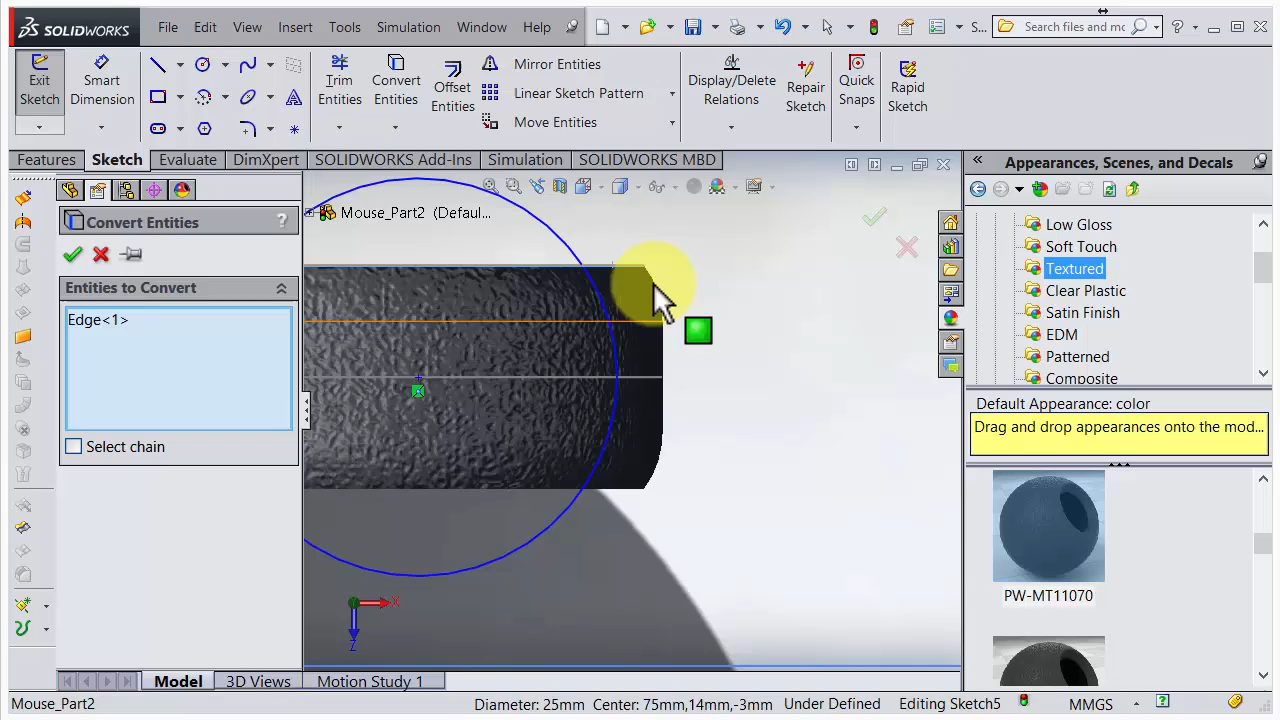 SOLIDWORKS File Edit View Insert Tools Simulation Window Help S... Search files and mc ?
Exit Sketch
Smart Dimension
Trim Entities
Convert Entities
Offset Entities
Mirror Entities
Linear Sketch Pattern
Move Entities
Display/Delete Relations
Repair Sketch
Quick Snaps
Rapid Sketch
Features Sketch Evaluate DimXpert SOLIDWORKS Add-Ins Simulation SOLIDWORKS MBD
Convert Entities ?
Entities to Convert
Edge<1>
Select chain
Mouse_Part2 (Defaul...
X
Z
Appearances, Scenes, and Decals
Low Gloss
Soft Touch
Textured
Clear Plastic
Satin Finish
EDM
Patterned
Composite
Default Appearance: color
Drag and drop appearances onto the mod...
PW-MT11070
Model 3D Views Motion Study 1
Mouse_Part2 Diameter: 25mm Center: 75mm,14mm,-3mm Under Defined Editing Sketch5 MMGS ?